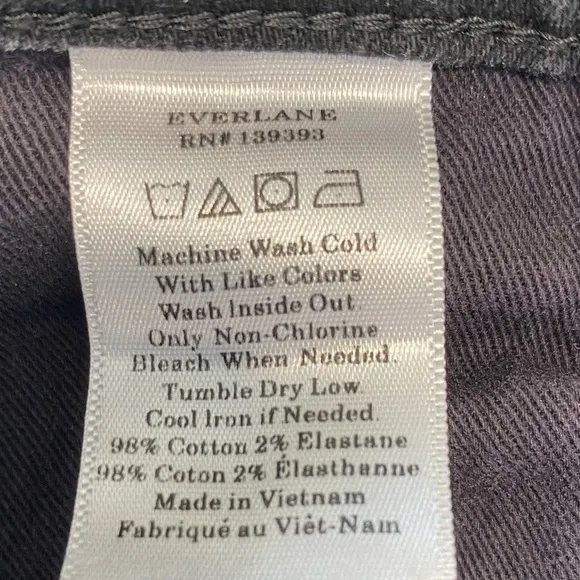 EVERLANE
RN# 139393
Machine Wash Cold
With Like Colors
Wash Inside Out
Only Non-Chlorine
Bleach When Needed.
Tumble Dry Low
Cool Iron if Needed.
98% Cotton 2% Elastane
98% Coton 2% Élasthanne
Made in Vietnam
Fabriqué au Viêt-Nam